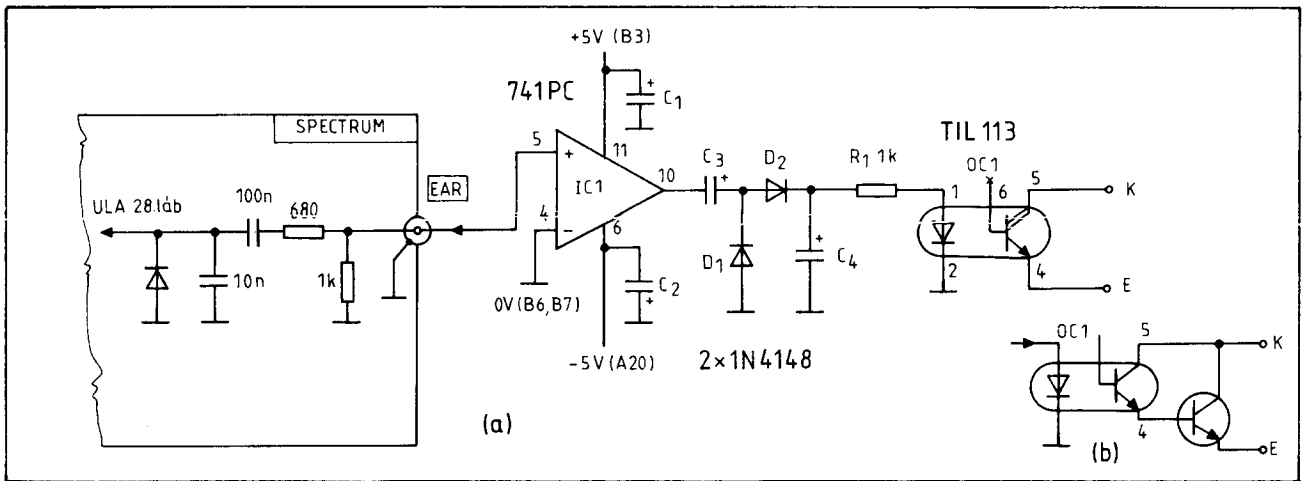 +5V (B3)
741PC
+
C1
SPECTRUM
TIL 113
5
+
11
IC1
10
C3
+
D2
R1 1k
OC1
1
6
5
K
EAR
ULA 28.láb
100n
680
4
−
6
10n
1k
D1
+
C4
C2
+
2
4
E
0V (B6,B7)
−5V (A20)
2×1N4148
OC1
5
K
4
E
(a)
(b)